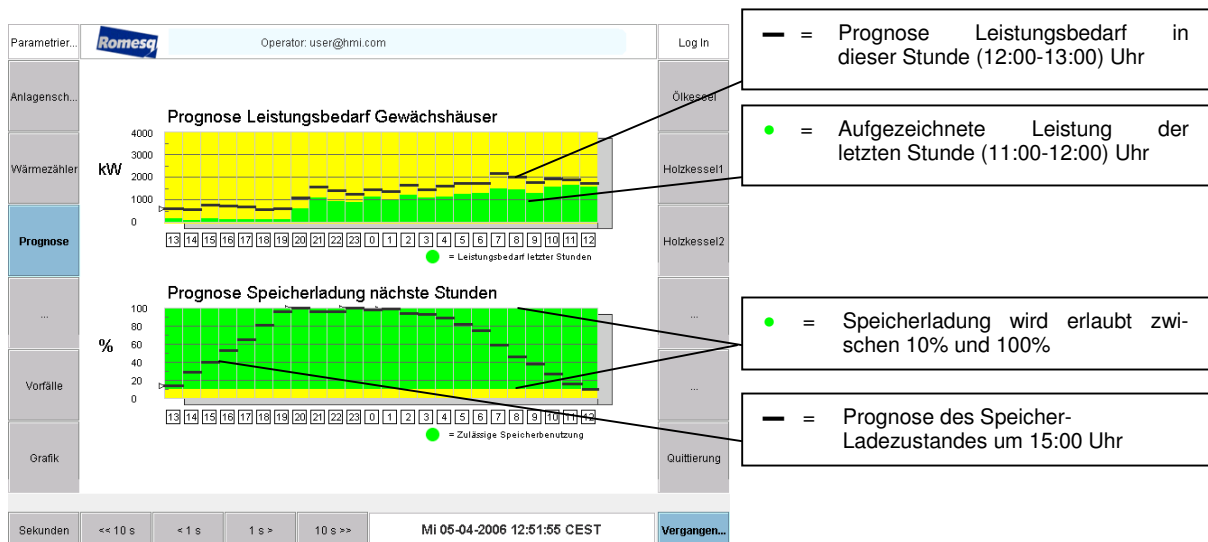 Parametrier...
Romesq
Operator: user@hmi.com
Log In
Anlagensch...
Wärmezähler
Prognose
...
Vorfälle
Grafik
Prognose Leistungsbedarf Gewächshäuser
kW
4000
3000
2000
1000
0
13 14 15 16 17 18 19 20 21 22 23 0 1 2 3 4 5 6 7 8 9 10 11 12
= Leistungsbedarf letzter Stunden
Prognose Speicherladung nächste Stunden
%
100
80
60
40
20
0
13 14 15 16 17 18 19 20 21 22 23 0 1 2 3 4 5 6 7 8 9 10 11 12
= Zulässige Speicherbenutzung
Ölkessel
Holzkessel1
Holzkessel2
...
...
Quittierung
Sekunden
<< 10 s
< 1 s
1 s >
10 s >>
Mi 05-04-2006 12:51:55 CEST
Vergangen...
= Prognose Leistungsbedarf in
dieser Stunde (12:00-13:00) Uhr
= Aufgezeichnete Leistung der
letzten Stunde (11:00-12:00) Uhr
= Speicherladung wird erlaubt zwi-
schen 10% und 100%
= Prognose des Speicher-
Ladezustandes um 15:00 Uhr